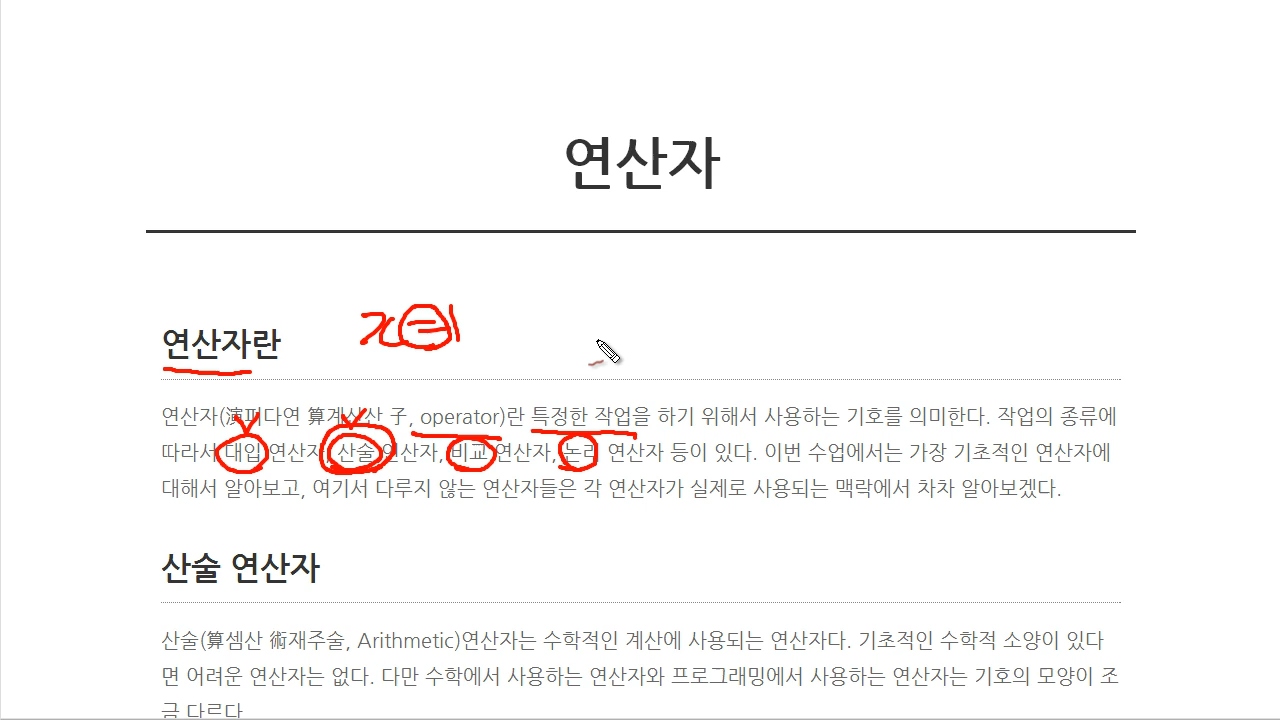 연산자
연산자란
x=1
연산자(演펴다연 算계산산 子, operator)란 특정한 작업을 하기 위해서 사용하는 기호를 의미한다. 작업의 종류에
따라서 대입 연산자, 산술 연산자, 비교 연산자, 논리 연산자 등이 있다. 이번 수업에서는 가장 기초적인 연산자에
대해서 알아보고, 여기서 다루지 않는 연산자들은 각 연산자가 실제로 사용되는 맥락에서 차차 알아보겠다.
산술 연산자
산술(算셈산 術재주술, Arithmetic)연산자는 수학적인 계산에 사용되는 연산자다. 기초적인 수학적 소양이 있다
면 어려운 연산자는 없다. 다만 수학에서 사용하는 연산자와 프로그래밍에서 사용하는 연산자는 기호의 모양이 조
금 다르다